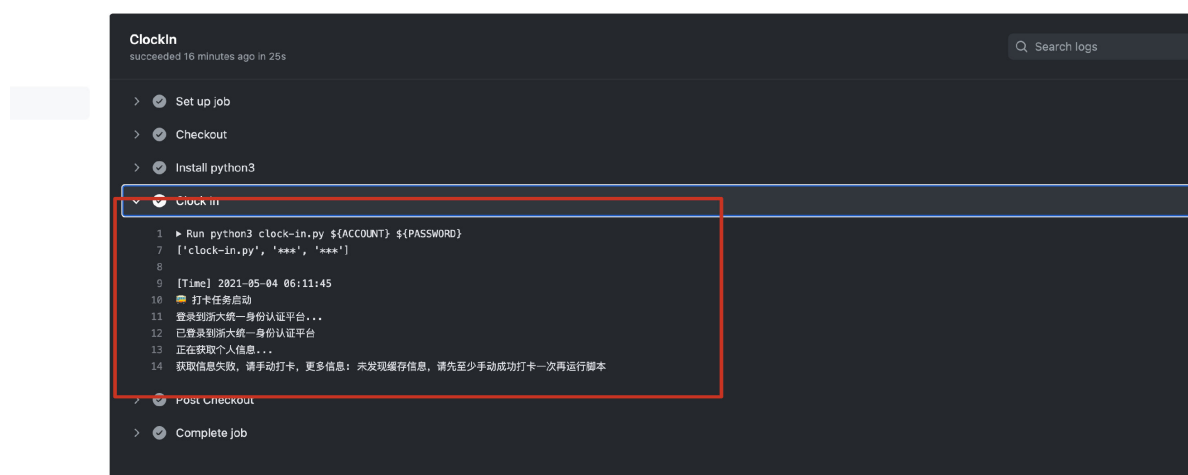 ClockIn
succeeded 16 minutes ago in 25s
Search logs
Set up job
Checkout
Install python3
Clock In
1 ▶ Run python3 clock-in.py ${ACCOUNT} ${PASSWORD}
7 ['clock-in.py', '***', '***']
8
9 [Time] 2021-05-04 06:11:45
10 🚌 打卡任务启动
11 登录到浙大统一身份认证平台...
12 已登录到浙大统一身份认证平台
13 正在获取个人信息...
14 获取信息失败，请手动打卡，更多信息: 未发现缓存信息，请先至少手动成功打卡一次再运行脚本
Post Checkout
Complete job